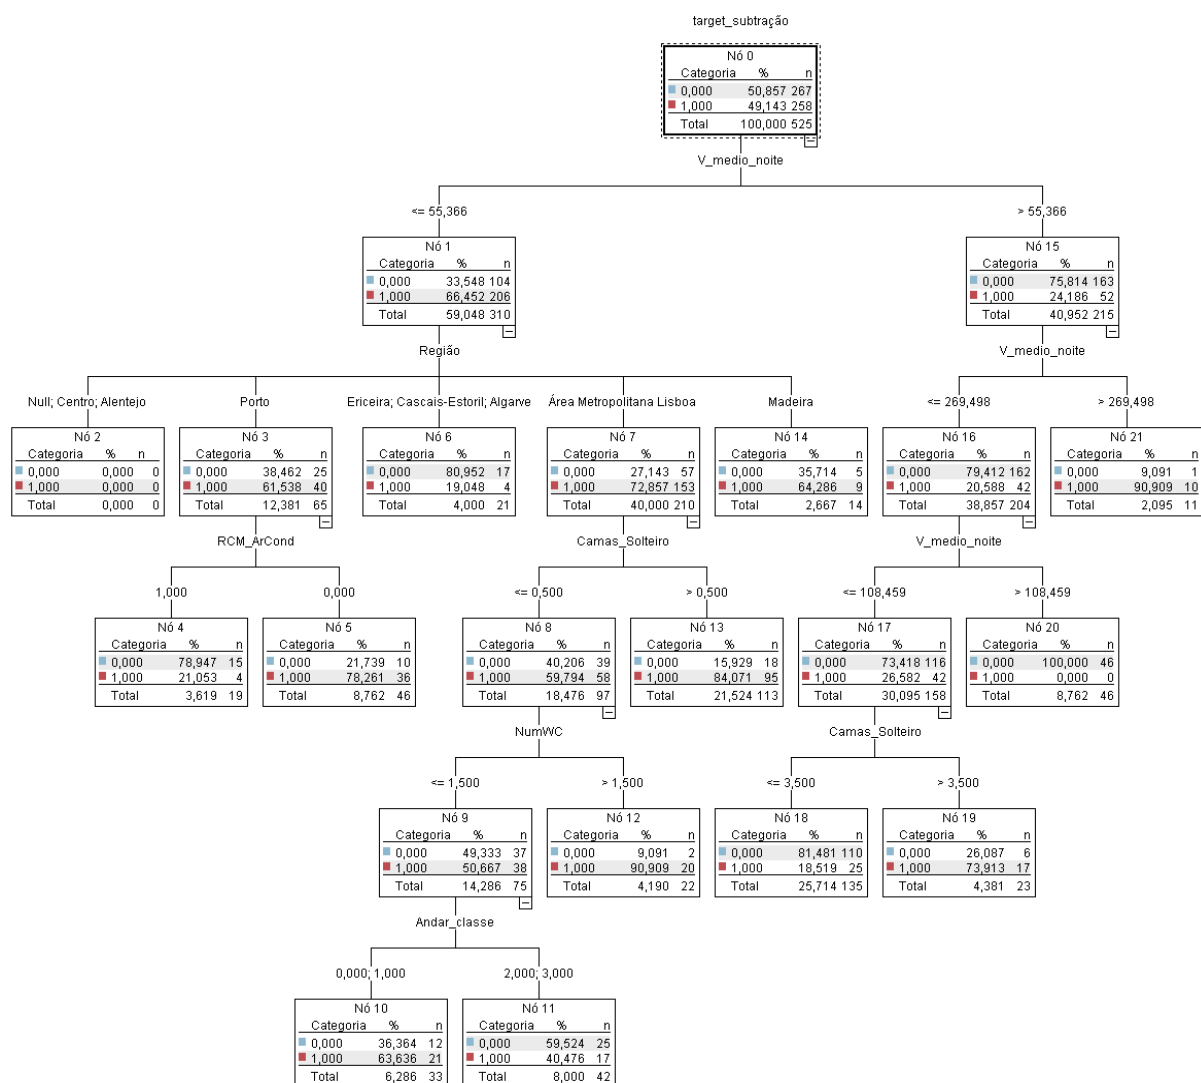 target_subtração
Nó 0
Categoria % n
0,000 50,857 267
1,000 49,143 258
Total 100,000 525
V_medio_noite
<= 55,366
> 55,366
Nó 1
Categoria % n
0,000 33,548 104
1,000 66,452 206
Total 59,048 310
Nó 15
Categoria % n
0,000 75,814 163
1,000 24,186 52
Total 40,952 215
Região
V_medio_noite
Null; Centro; Alentejo
Porto
Ericeira; Cascais-Estoril; Algarve
Área Metropolitana Lisboa
Madeira
<= 269,498
> 269,498
Nó 2
Categoria % n
0,000 0,000 0
1,000 0,000 0
Total 0,000 0
Nó 3
Categoria % n
0,000 38,462 25
1,000 61,538 40
Total 12,381 65
Nó 6
Categoria % n
0,000 80,952 17
1,000 19,048 4
Total 4,000 21
Nó 7
Categoria % n
0,000 27,143 57
1,000 72,857 153
Total 40,000 210
Nó 14
Categoria % n
0,000 35,714 5
1,000 64,286 9
Total 2,667 14
Nó 16
Categoria % n
0,000 79,412 162
1,000 20,588 42
Total 38,857 204
Nó 21
Categoria % n
0,000 9,091 1
1,000 90,909 10
Total 2,095 11
RCM_ArCond
Camas_Solteiro
V_medio_noite
1,000
0,000
<= 0,500
> 0,500
<= 108,459
> 108,459
Nó 4
Categoria % n
0,000 78,947 15
1,000 21,053 4
Total 3,619 19
Nó 5
Categoria % n
0,000 21,739 10
1,000 78,261 36
Total 8,762 46
Nó 8
Categoria % n
0,000 40,206 39
1,000 59,794 58
Total 18,476 97
Nó 13
Categoria % n
0,000 15,929 18
1,000 84,071 95
Total 21,524 113
Nó 17
Categoria % n
0,000 73,418 116
1,000 26,582 42
Total 30,095 158
Nó 20
Categoria % n
0,000 100,000 46
1,000 0,000 0
Total 8,762 46
NumWC
Camas_Solteiro
<= 1,500
> 1,500
<= 3,500
> 3,500
Nó 9
Categoria % n
0,000 49,333 37
1,000 50,667 38
Total 14,286 75
Nó 12
Categoria % n
0,000 9,091 2
1,000 90,909 20
Total 4,190 22
Nó 18
Categoria % n
0,000 81,481 110
1,000 18,519 25
Total 25,714 135
Nó 19
Categoria % n
0,000 26,087 6
1,000 73,913 17
Total 4,381 23
Andar_classe
0,000; 1,000
2,000; 3,000
Nó 10
Categoria % n
0,000 36,364 12
1,000 63,636 21
Total 6,286 33
Nó 11
Categoria % n
0,000 59,524 25
1,000 40,476 17
Total 8,000 42